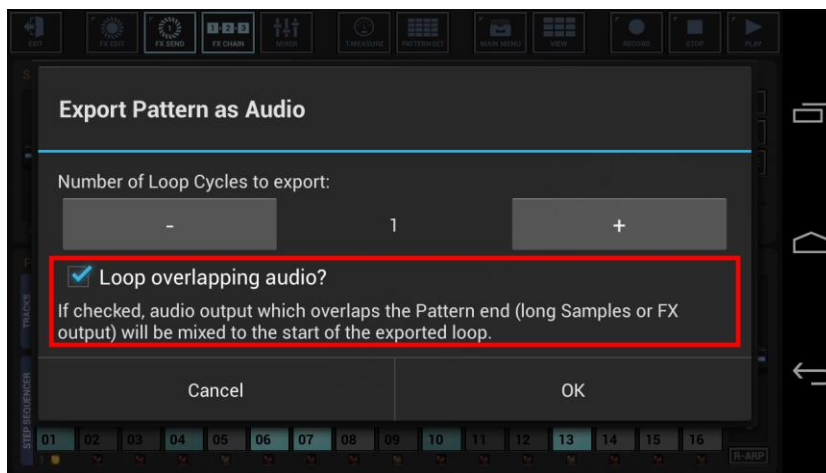 EXIT
FX EDIT
FX SEND
1·2·3
FX CHAIN
MIXER
T.MEASURE
PATTERN SET
MAIN MENU
VIEW
RECORD
STOP
PLAY
Export Pattern as Audio
Number of Loop Cycles to export:
- 1 +
Loop overlapping audio?
If checked, audio output which overlaps the Pattern end (long Samples or FX
output) will be mixed to the start of the exported loop.
Cancel OK
TRACKS
STEP SEQUENCER
01 02 03 04 05 06 07 08 09 10 11 12 13 14 15 16
R-ARP